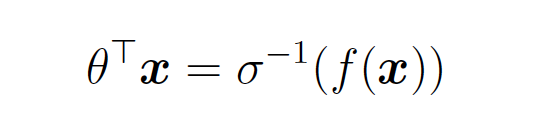 θ⊤x = σ−1(f(x))